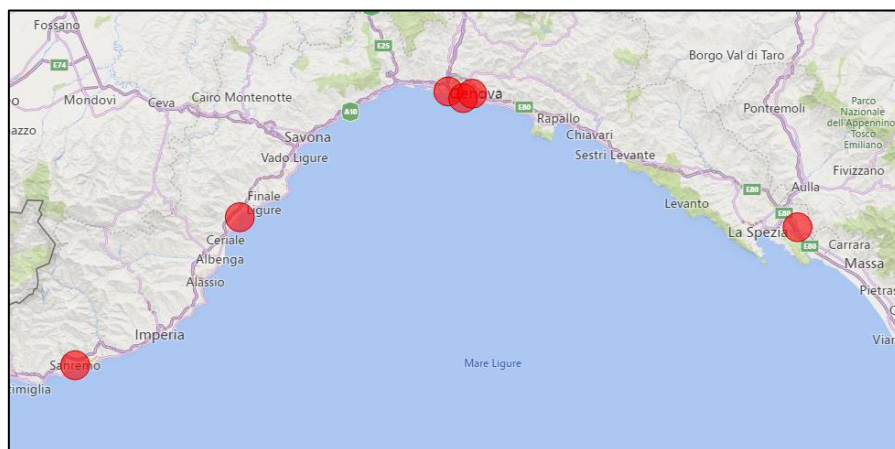 Fossano
E25
Borgo Val di Taro
E74
Mondovì
Ceva
Cairo Montenotte
Genova
A10
E80
Rapallo
Pontremoli
Parco
Nazionale
dell'Appennino
Tosco
Emiliano
Savona
Chiavari
Vado Ligure
Sestri Levante
Fivizzano
E80
Aulla
Finale
Ligure
Levanto
Ceriale
La Spezia
E80
Carrara
Albenga
Massa
Alassio
Imperia
Mare Ligure
Sanremo